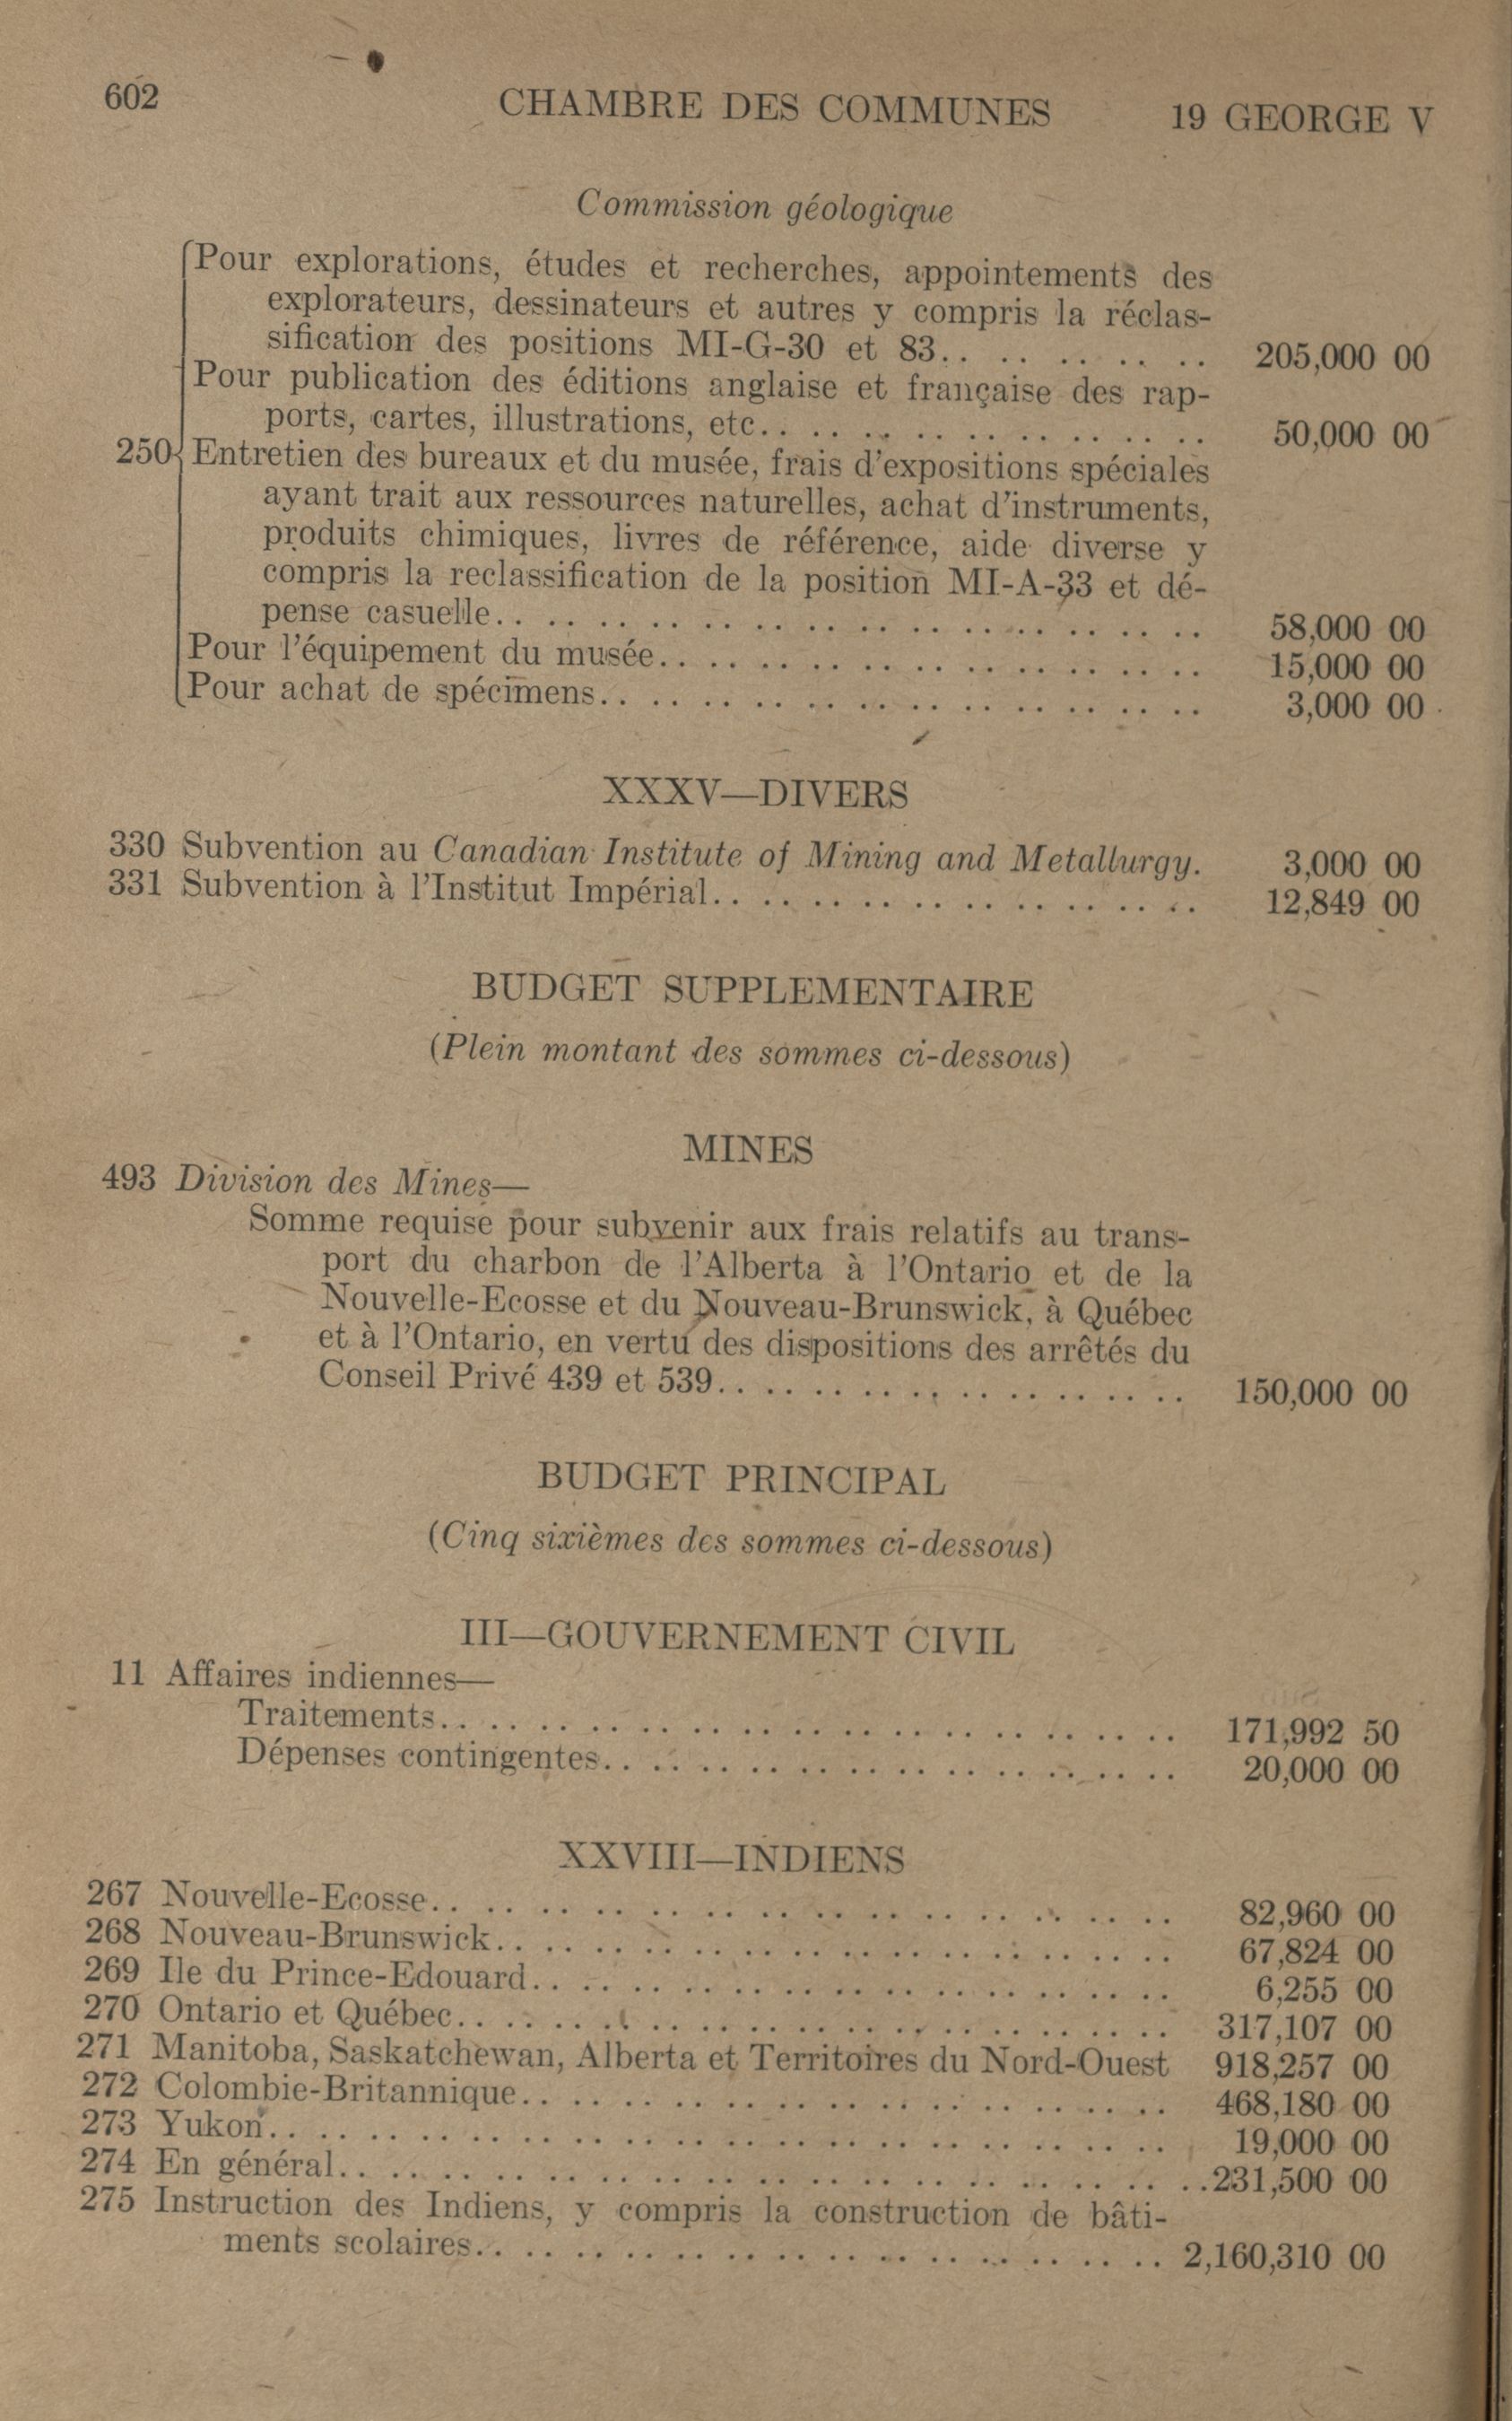 602 CHAMBRE DES COMMUNES 19 GEORGE V
Commission géologique
Pour explorations, études et recherches, appointements des
explorateurs, dessinateurs et autres y compris la réclas-
sification des positions MI-G-30 et 83.. .. .. .. .. .. 205,000 00
Pour publication des éditions anglaise et française des rap-
ports, cartes, illustrations, etc.. .. .. .. .. .. .. .. .. 50,000 00
250 Entretien des bureaux et du musée, frais d'expositions spéciales
ayant trait aux ressources naturelles, achat d'instruments,
produits chimiques, livres de référence, aide diverse y
compris la reclassification de la position MI-A-33 et dé-
pense casuelle.. .. .. .. .. .. .. .. .. .. .. .. .. .. 58,000 00
Pour l'équipement du musée.. .. .. .. .. .. .. .. .. .. .. 15,000 00
Pour achat de spécimens.. .. .. .. .. .. .. .. .. .. .. .. 3,000 00
XXXV—DIVERS
330 Subvention au Canadian Institute of Mining and Metallurgy. 3,000 00
331 Subvention à l'Institut Impérial.. .. .. .. .. .. .. .. .. .. 12,849 00
BUDGET SUPPLEMENTAIRE
(Plein montant des sommes ci-dessous)
MINES
493 Division des Mines—
Somme requise pour subvenir aux frais relatifs au trans-
port du charbon de l'Alberta à l'Ontario et de la
Nouvelle-Ecosse et du Nouveau-Brunswick, à Québec
et à l'Ontario, en vertu des dispositions des arrêtés du
Conseil Privé 439 et 539.. .. .. .. .. .. .. .. .. .. 150,000 00
BUDGET PRINCIPAL
(Cinq sixièmes des sommes ci-dessous)
III—GOUVERNEMENT CIVIL
11 Affaires indiennes—
Traitements.. .. .. .. .. .. .. .. .. .. .. .. .. .. .. 171,992 50
Dépenses contingentes.. .. .. .. .. .. .. .. .. .. .. .. 20,000 00
XXVIII—INDIENS
267 Nouvelle-Ecosse.. .. .. .. .. .. .. .. .. .. .. .. .. .. 82,960 00
268 Nouveau-Brunswick.. .. .. .. .. .. .. .. .. .. .. .. .. .. 67,824 00
269 Ile du Prince-Edouard.. .. .. .. .. .. .. .. .. .. .. .. .. 6,255 00
270 Ontario et Québec.. .. .. .. .. .. .. .. .. .. .. .. .. .. 317,107 00
271 Manitoba, Saskatchewan, Alberta et Territoires du Nord-Ouest 918,257 00
272 Colombie-Britannique.. .. .. .. .. .. .. .. .. .. .. .. .. 468,180 00
273 Yukon.. .. .. .. .. .. .. .. .. .. .. .. .. .. .. .. .. .. 19,000 00
274 En général.. .. .. .. .. .. .. .. .. .. .. .. .. .. .. .. ..231,500 00
275 Instruction des Indiens, y compris la construction de bâti-
ments scolaires.. .. .. .. .. .. .. .. .. .. .. .. .. .. 2,160,310 00